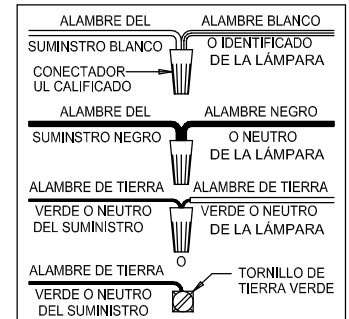 ALAMBRE DEL
SUMINSTRO BLANCO
ALAMBRE BLANCO
O IDENTIFICADO
DE LA LÁMPARA
CONECTADOR
UL CALIFICADO
ALAMBRE DEL
SUMINSTRO NEGRO
ALAMBRE NEGRO
O NEUTRO
DE LA LÁMPARA
ALAMBRE DE TIERRA
VERDE O NEUTRO
DEL SUMINISTRO
ALAMBRE DE TIERRA
VERDE O NEUTRO
DE LA LÁMPARA
O
ALAMBRE DE TIERRA
VERDE O NEUTRO
DEL SUMINISTRO
TORNILLO DE
TIERRA VERDE